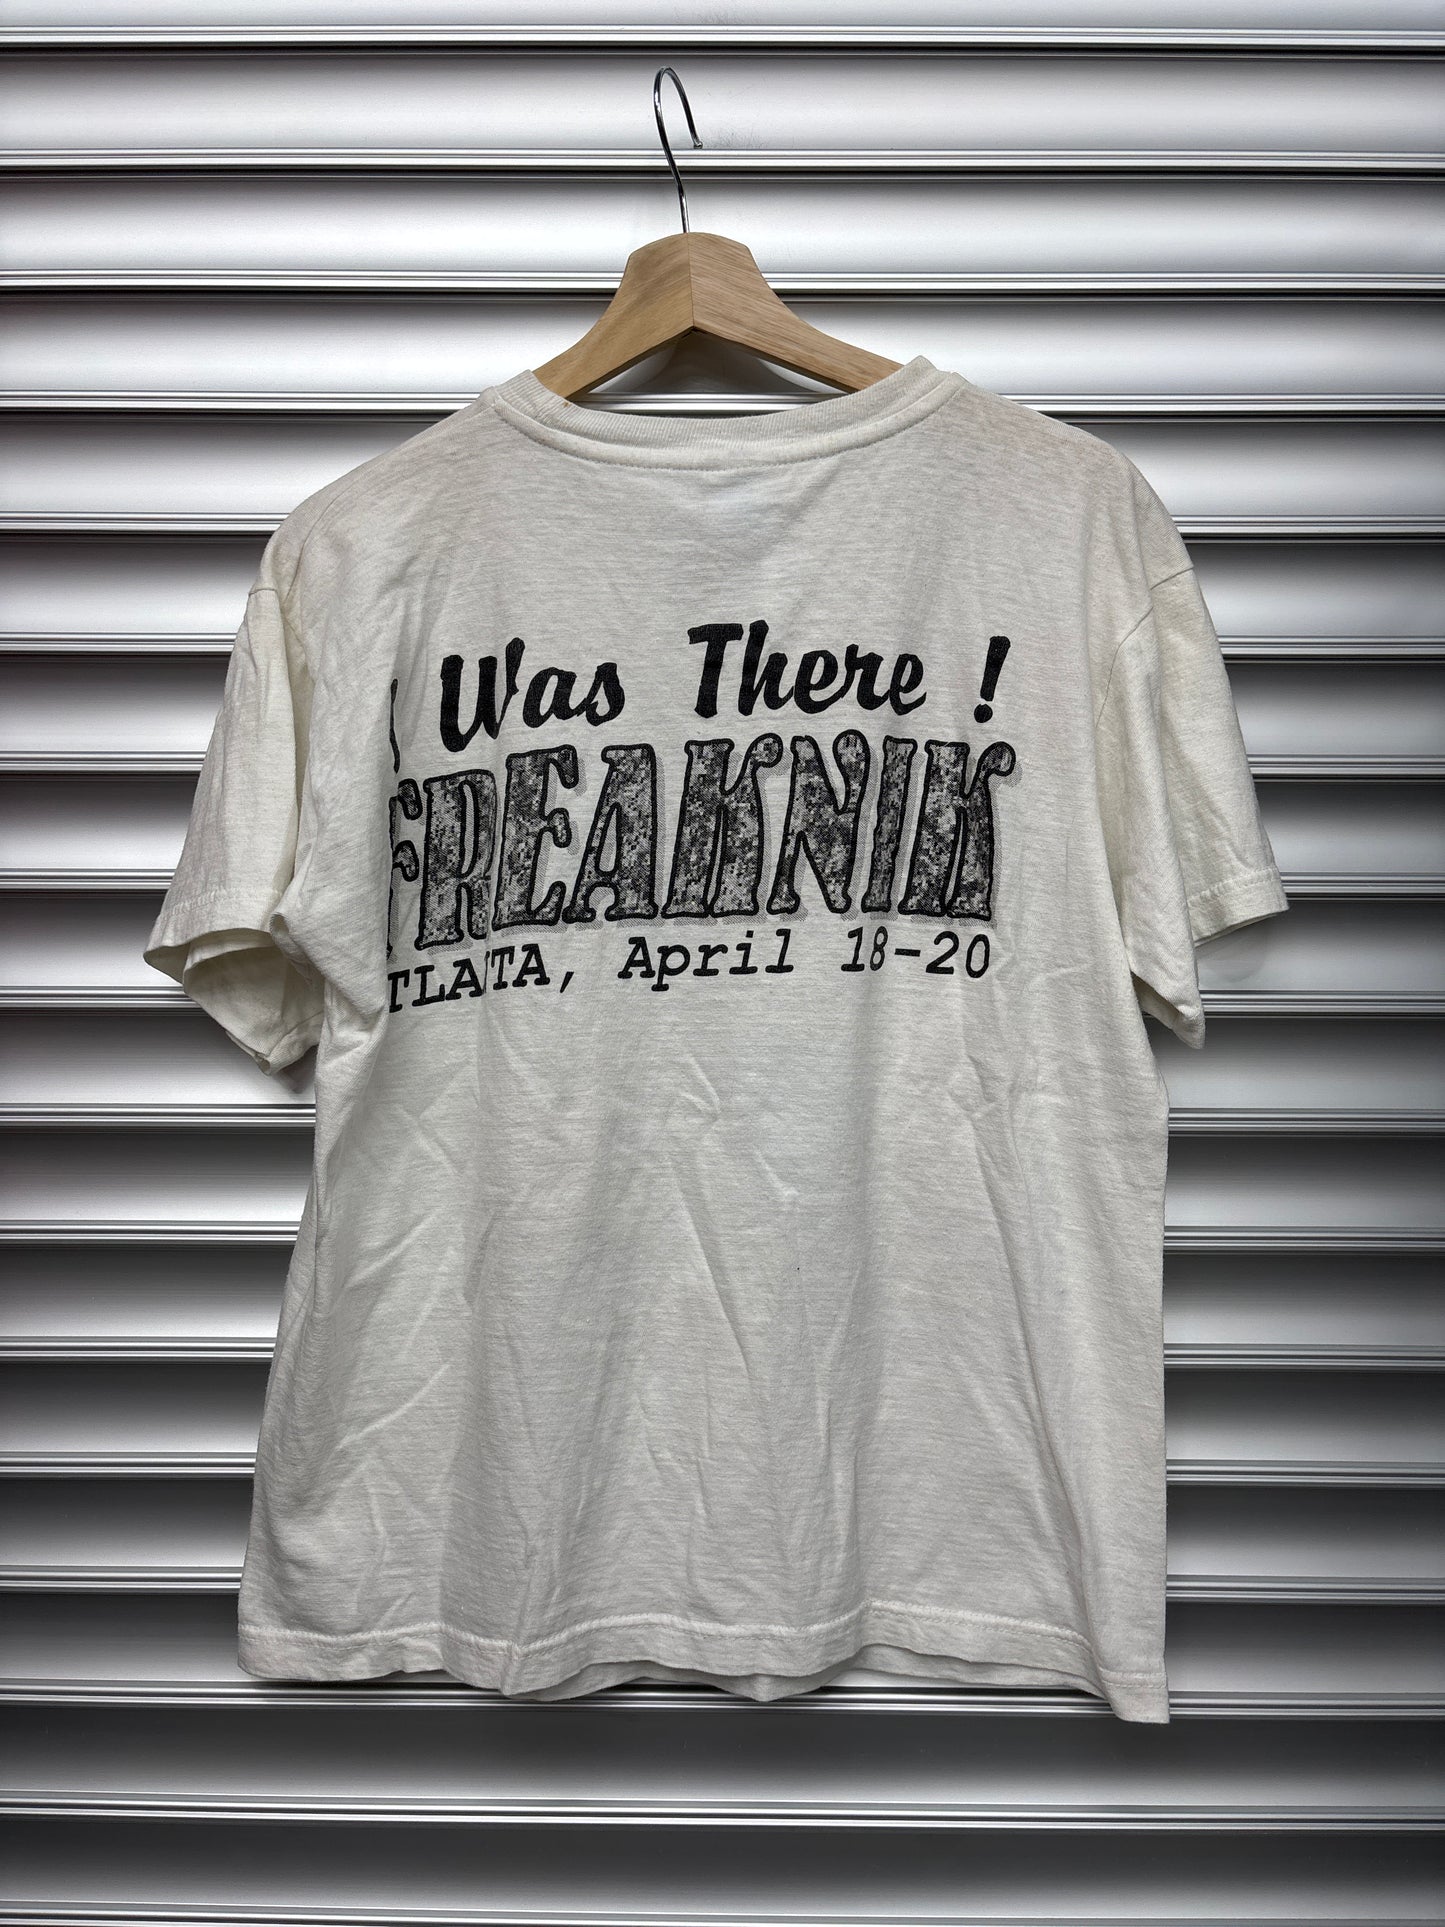 I Was There !
FREAKNIK
TLANTA, April 18-20